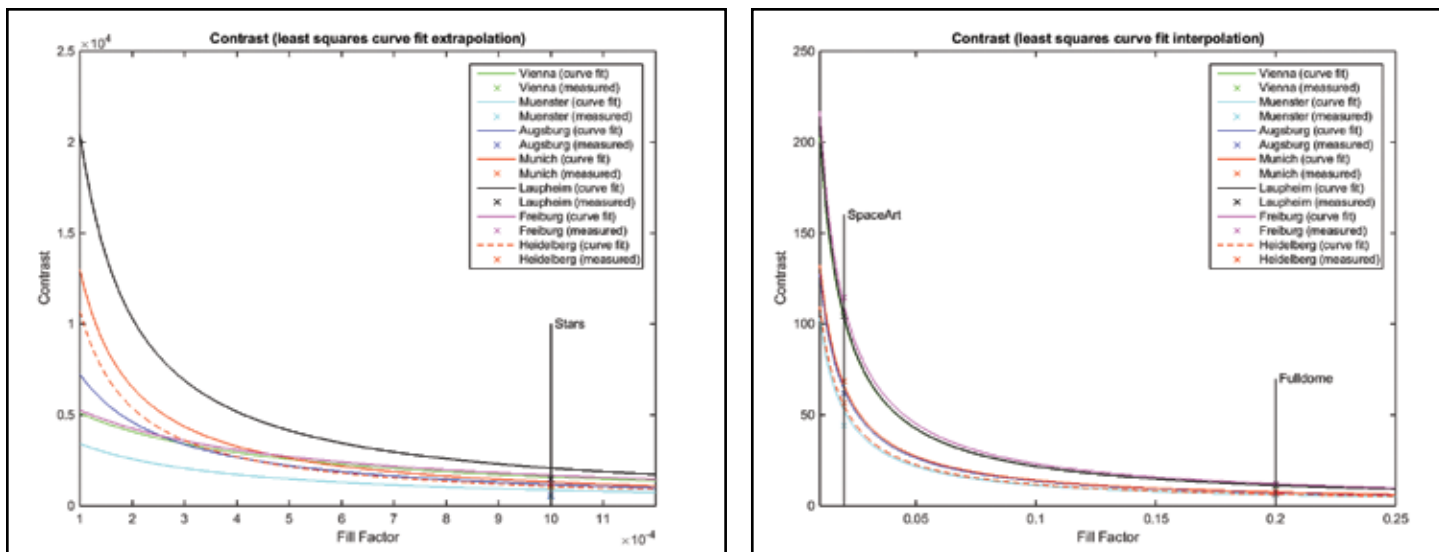 Contrast (least squares curve fit extrapolation)
×10⁴
2.5
2
1.5
1
0.5
0
Contrast
Vienna (curve fit)
Vienna (measured)
Muenster (curve fit)
Muenster (measured)
Augsburg (curve fit)
Augsburg (measured)
Munich (curve fit)
Munich (measured)
Laupheim (curve fit)
Laupheim (measured)
Freiburg (curve fit)
Freiburg (measured)
Heidelberg (curve fit)
Heidelberg (measured)
Stars
1 2 3 4 5 6 7 8 9 10 11
Fill Factor
×10⁻⁴
Contrast (least squares curve fit interpolation)
250
200
150
100
50
0
Contrast
Vienna (curve fit)
Vienna (measured)
Muenster (curve fit)
Muenster (measured)
Augsburg (curve fit)
Augsburg (measured)
Munich (curve fit)
Munich (measured)
Laupheim (curve fit)
Laupheim (measured)
Freiburg (curve fit)
Freiburg (measured)
Heidelberg (curve fit)
Heidelberg (measured)
SpaceArt
Fulldome
0.05 0.1 0.15 0.2 0.25
Fill Factor